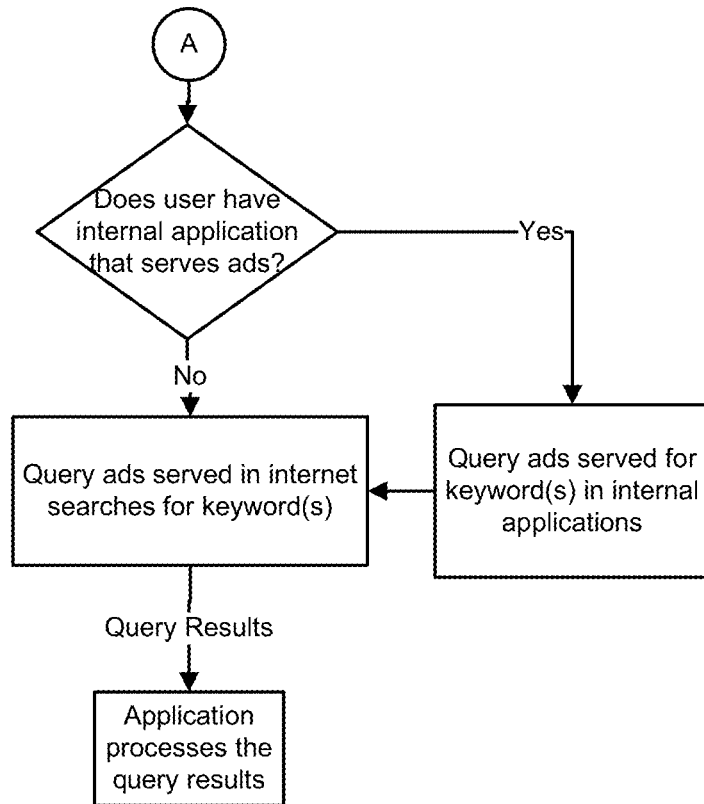 A
Does user have
internal application
that serves ads?
Yes
No
Query ads served in internet
searches for keyword(s)
Query ads served for
keyword(s) in internal
applications
Query Results
Application
processes the
query results